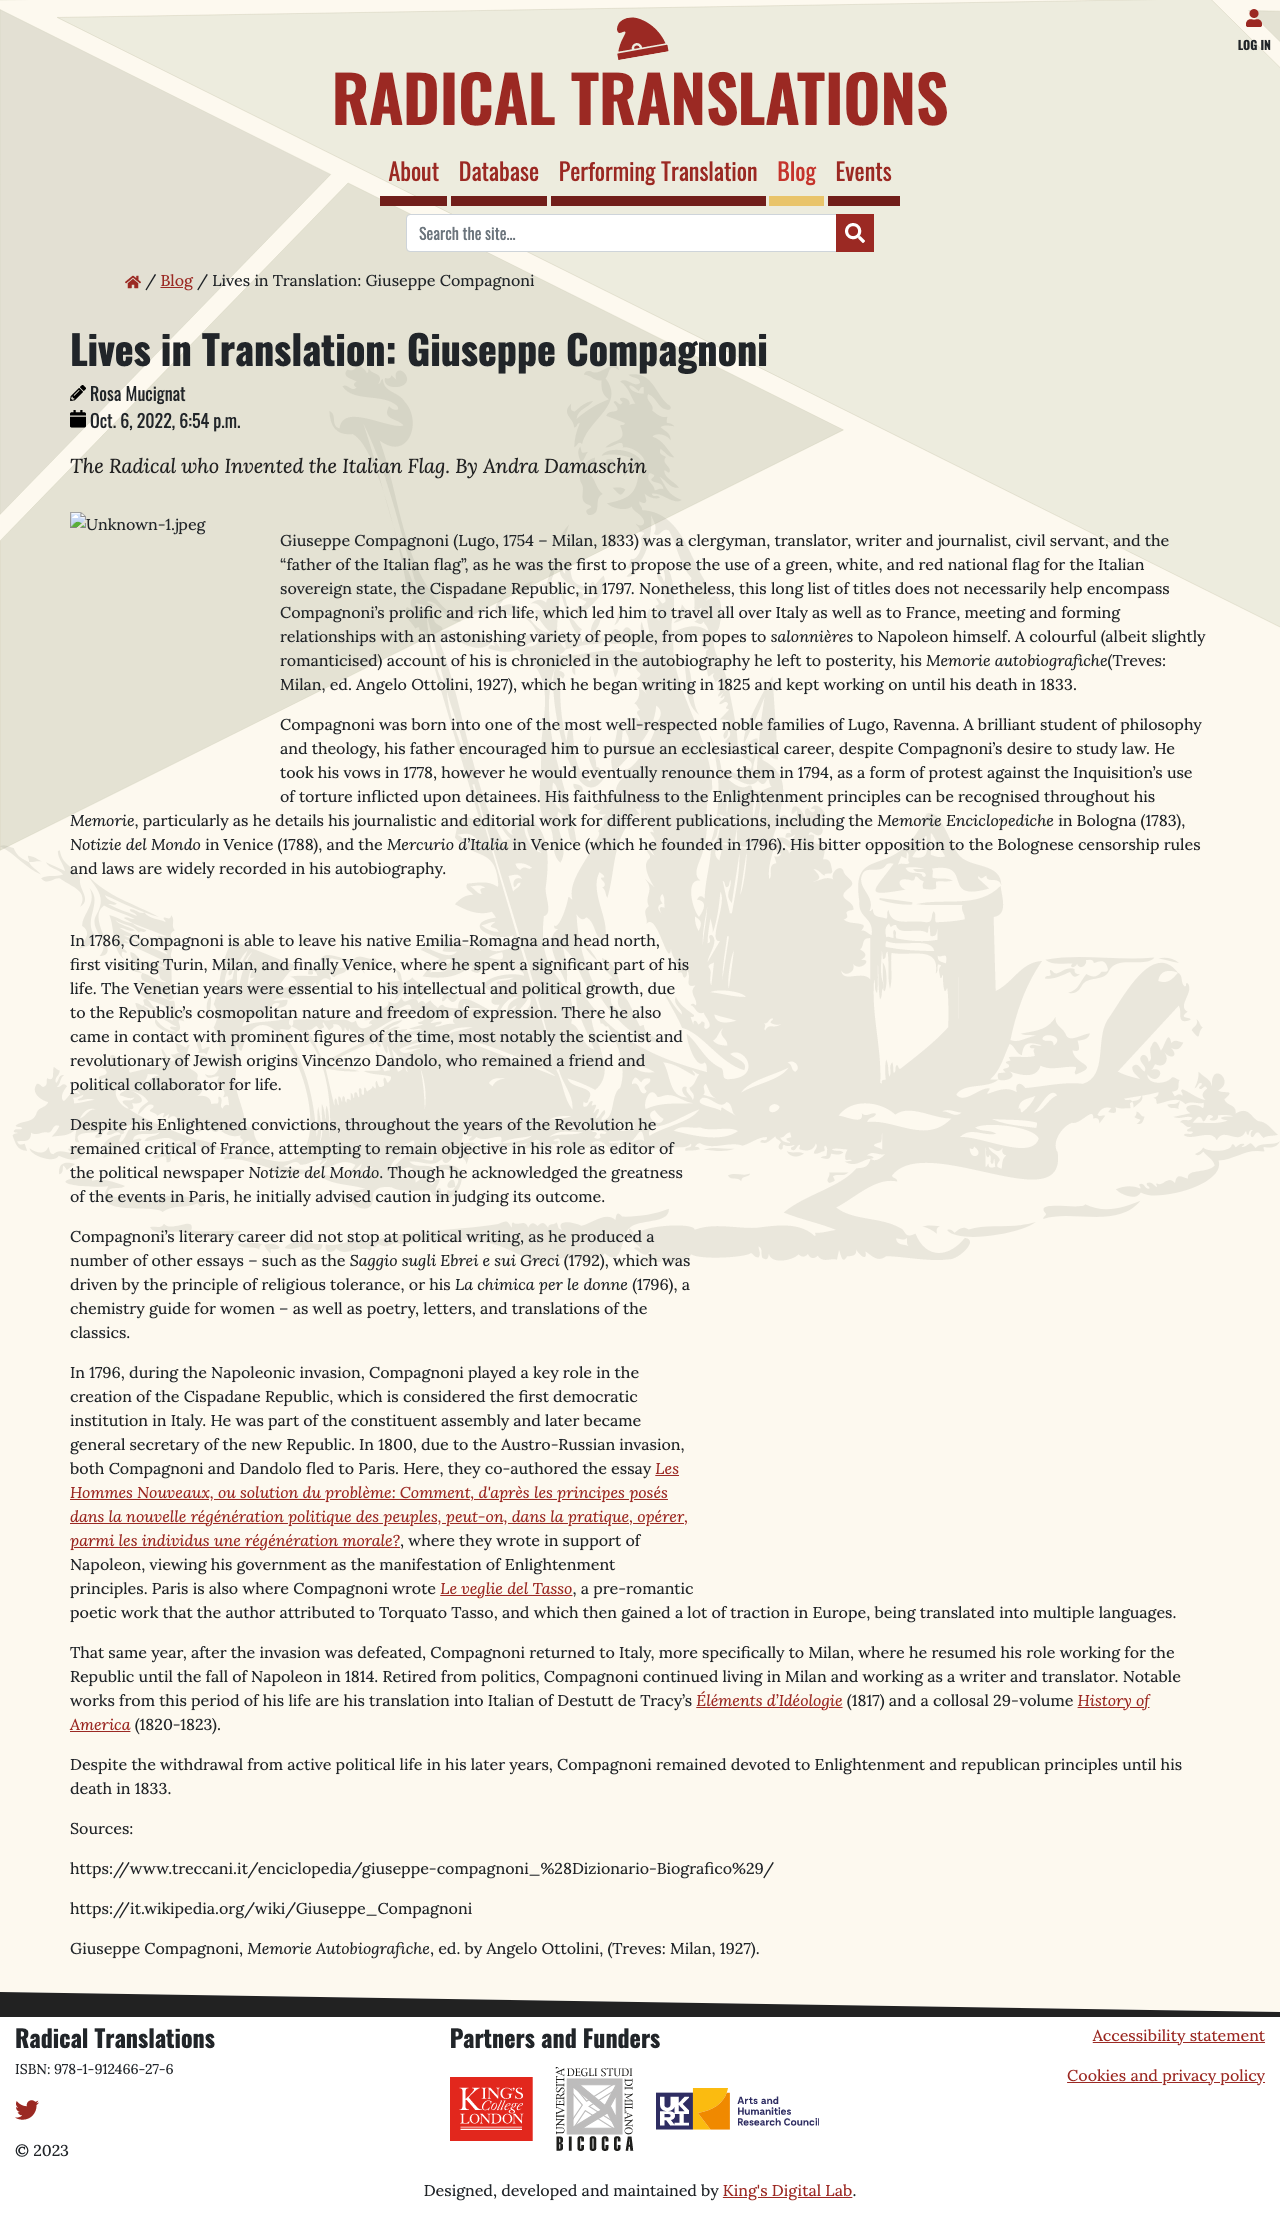 LOG IN
RADICAL TRANSLATIONS
About Database Performing Translation Blog Events
Search the site...
/ Blog / Lives in Translation: Giuseppe Compagnoni
Lives in Translation: Giuseppe Compagnoni
Rosa Mucignat
Oct. 6, 2022, 6:54 p.m.
The Radical who Invented the Italian Flag. By Andra Damaschin
Unknown-1.jpeg
Giuseppe Compagnoni (Lugo, 1754 – Milan, 1833) was a clergyman, translator, writer and journalist, civil servant, and the
“father of the Italian flag”, as he was the first to propose the use of a green, white, and red national flag for the Italian
sovereign state, the Cispadane Republic, in 1797. Nonetheless, this long list of titles does not necessarily help encompass
Compagnoni’s prolific and rich life, which led him to travel all over Italy as well as to France, meeting and forming
relationships with an astonishing variety of people, from popes to salonnières to Napoleon himself. A colourful (albeit slightly
romanticised) account of his is chronicled in the autobiography he left to posterity, his Memorie autobiografiche(Treves:
Milan, ed. Angelo Ottolini, 1927), which he began writing in 1825 and kept working on until his death in 1833.
Compagnoni was born into one of the most well-respected noble families of Lugo, Ravenna. A brilliant student of philosophy
and theology, his father encouraged him to pursue an ecclesiastical career, despite Compagnoni’s desire to study law. He
took his vows in 1778, however he would eventually renounce them in 1794, as a form of protest against the Inquisition’s use
of torture inflicted upon detainees. His faithfulness to the Enlightenment principles can be recognised throughout his
Memorie, particularly as he details his journalistic and editorial work for different publications, including the Memorie Enciclopediche in Bologna (1783),
Notizie del Mondo in Venice (1788), and the Mercurio d’Italia in Venice (which he founded in 1796). His bitter opposition to the Bolognese censorship rules
and laws are widely recorded in his autobiography.
In 1786, Compagnoni is able to leave his native Emilia-Romagna and head north,
first visiting Turin, Milan, and finally Venice, where he spent a significant part of his
life. The Venetian years were essential to his intellectual and political growth, due
to the Republic’s cosmopolitan nature and freedom of expression. There he also
came in contact with prominent figures of the time, most notably the scientist and
revolutionary of Jewish origins Vincenzo Dandolo, who remained a friend and
political collaborator for life.
Despite his Enlightened convictions, throughout the years of the Revolution he
remained critical of France, attempting to remain objective in his role as editor of
the political newspaper Notizie del Mondo. Though he acknowledged the greatness
of the events in Paris, he initially advised caution in judging its outcome.
Compagnoni’s literary career did not stop at political writing, as he produced a
number of other essays – such as the Saggio sugli Ebrei e sui Greci (1792), which was
driven by the principle of religious tolerance, or his La chimica per le donne (1796), a
chemistry guide for women – as well as poetry, letters, and translations of the
classics.
In 1796, during the Napoleonic invasion, Compagnoni played a key role in the
creation of the Cispadane Republic, which is considered the first democratic
institution in Italy. He was part of the constituent assembly and later became
general secretary of the new Republic. In 1800, due to the Austro-Russian invasion,
both Compagnoni and Dandolo fled to Paris. Here, they co-authored the essay Les
Hommes Nouveaux, ou solution du problème: Comment, d'après les principes posés
dans la nouvelle régénération politique des peuples, peut-on, dans la pratique, opérer,
parmi les individus une régénération morale?, where they wrote in support of
Napoleon, viewing his government as the manifestation of Enlightenment
principles. Paris is also where Compagnoni wrote Le veglie del Tasso, a pre-romantic
poetic work that the author attributed to Torquato Tasso, and which then gained a lot of traction in Europe, being translated into multiple languages.
That same year, after the invasion was defeated, Compagnoni returned to Italy, more specifically to Milan, where he resumed his role working for the
Republic until the fall of Napoleon in 1814. Retired from politics, Compagnoni continued living in Milan and working as a writer and translator. Notable
works from this period of his life are his translation into Italian of Destutt de Tracy’s Éléments d’Idéologie (1817) and a collosal 29-volume History of
America (1820-1823).
Despite the withdrawal from active political life in his later years, Compagnoni remained devoted to Enlightenment and republican principles until his
death in 1833.
Sources:
https://www.treccani.it/enciclopedia/giuseppe-compagnoni_%28Dizionario-Biografico%29/
https://it.wikipedia.org/wiki/Giuseppe_Compagnoni
Giuseppe Compagnoni, Memorie Autobiografiche, ed. by Angelo Ottolini, (Treves: Milan, 1927).
Radical Translations
ISBN: 978-1-912466-27-6
© 2023
Partners and Funders
KING'S
College
LONDON
UNIVERSITA'
DEGLI STUDI
DI MILANO
BICOCCA
UK
RI
Arts and
Humanities
Research Council
Accessibility statement
Cookies and privacy policy
Designed, developed and maintained by King's Digital Lab.